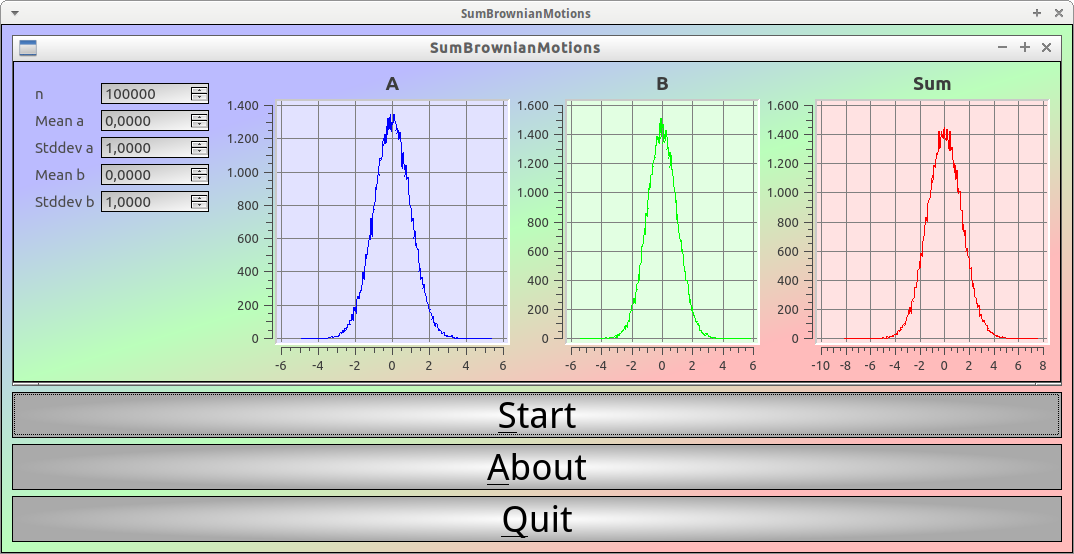 SumBrownianMotions
SumBrownianMotions
n 100000
Mean a 0,0000
Stddev a 1,0000
Mean b 0,0000
Stddev b 1,0000
A
1.400
1.200
1.000
800
600
400
200
0
-6 -4 -2 0 2 4 6
B
1.600
1.400
1.200
1.000
800
600
400
200
0
-6 -4 -2 0 2 4 6
Sum
1.600
1.400
1.200
1.000
800
600
400
200
0
-10 -8 -6 -4 -2 0 2 4 6 8
Start
About
Quit